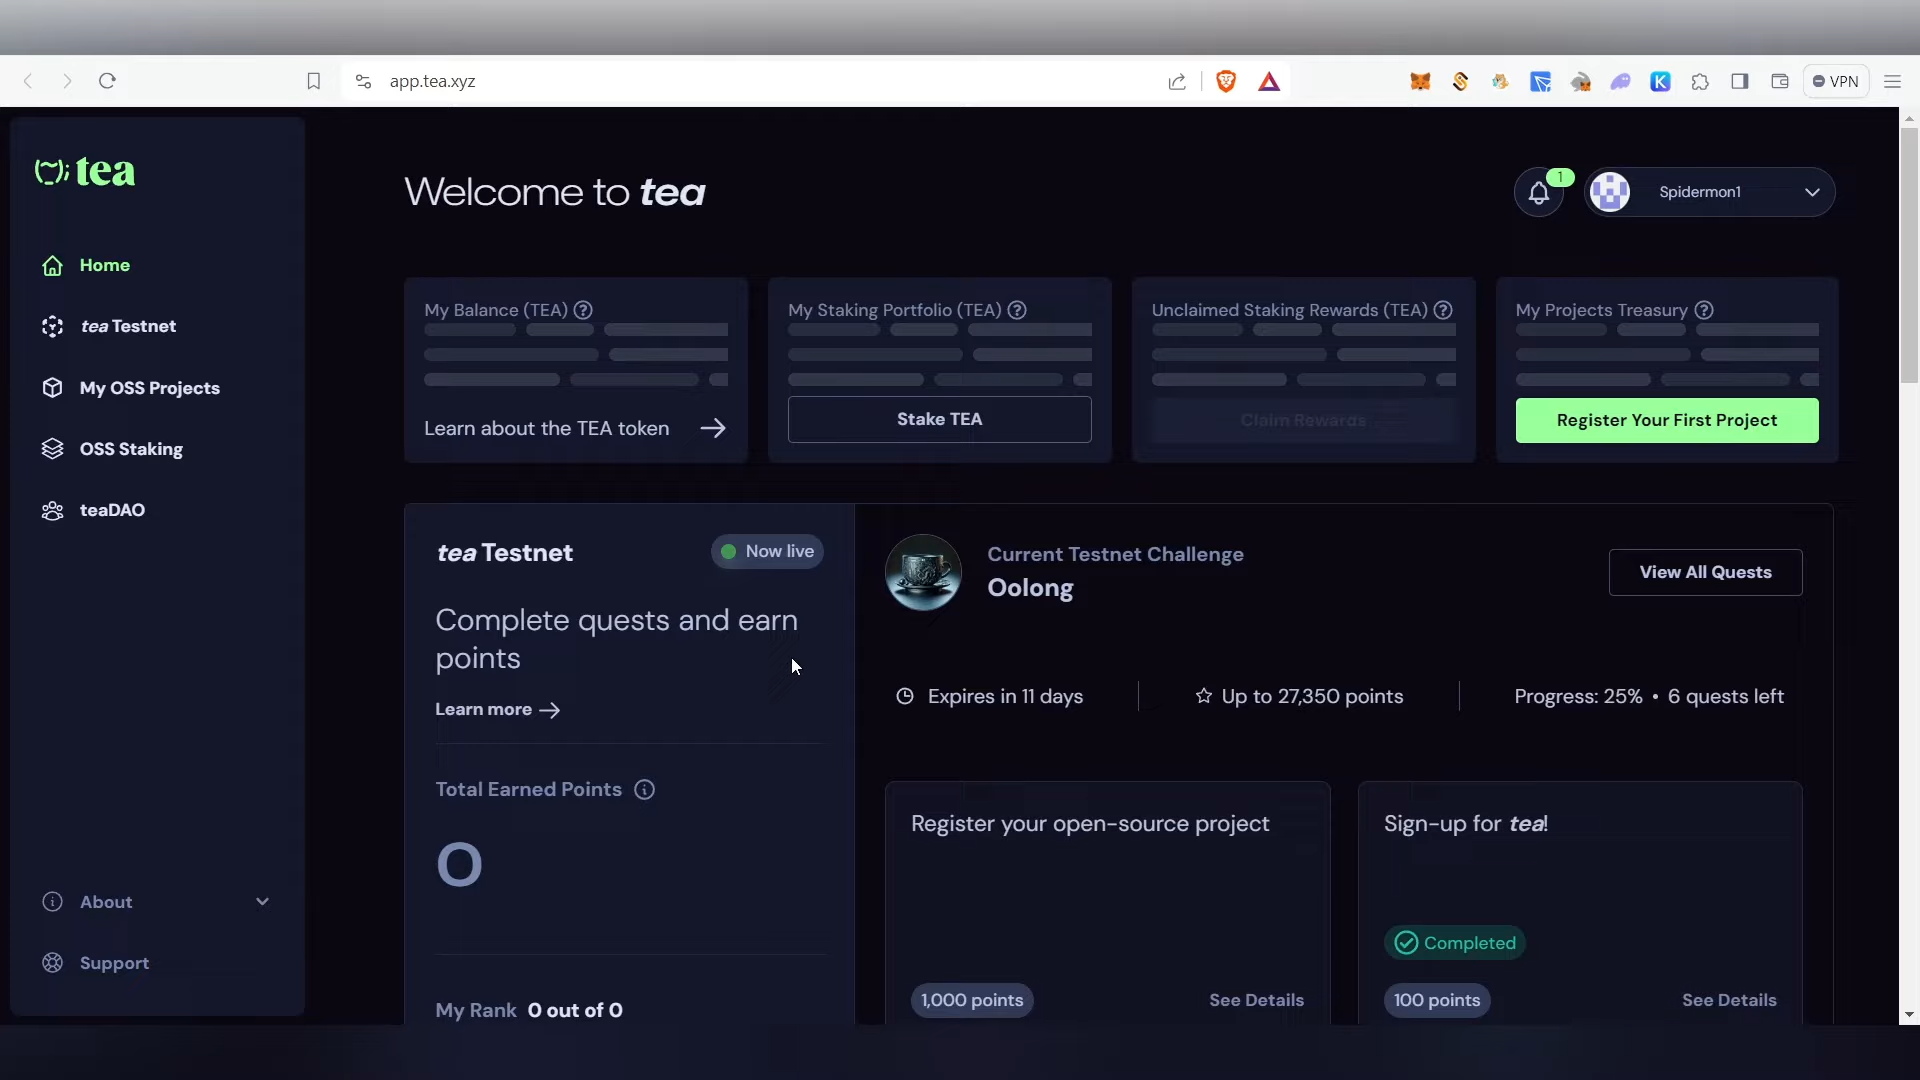 app.tea.xyz
VPN
tea
Welcome to tea
1
Spidermon1
Home
tea Testnet
My OSS Projects
OSS Staking
teaDAO
About
Support
My Balance (TEA)
Learn about the TEA token
My Staking Portfolio (TEA)
Stake TEA
Unclaimed Staking Rewards (TEA)
Claim Rewards
My Projects Treasury
Register Your First Project
tea Testnet
Now live
Complete quests and earn
points
Learn more
Total Earned Points
0
My Rank 0 out of 0
Current Testnet Challenge
Oolong
View All Quests
Expires in 11 days
Up to 27,350 points
Progress: 25% • 6 quests left
Register your open-source project
1,000 points
See Details
Sign-up for tea!
Completed
100 points
See Details